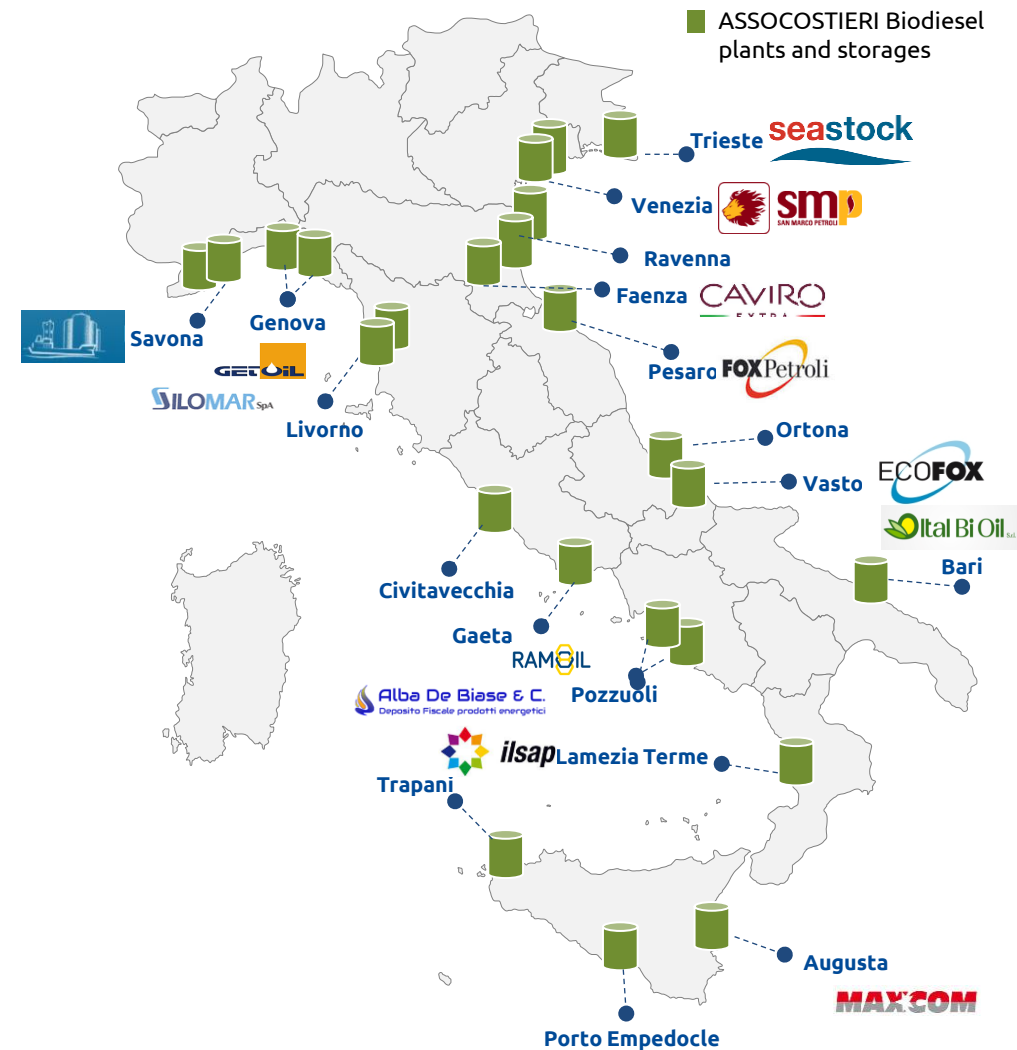 ASSOCOSTIERI Biodiesel
plants and storages
Trieste
seastock
Venezia
smp
SAN MARCO PETROLI
Ravenna
Faenza
CAVIRO
EXTRA
Savona
Genova
GETOiL
SILOMAR SpA
Pesaro
FOXPetroli
Livorno
Ortona
Vasto
ECOFOX
Ital Bi Oil S.r.l.
Bari
Civitavecchia
Gaeta
RAMOIL
Pozzuoli
Alba De Biase & C.
Deposito Fiscale prodotti energetici
ilsap
Lamezia Terme
Trapani
Augusta
MAXCOM
Porto Empedocle